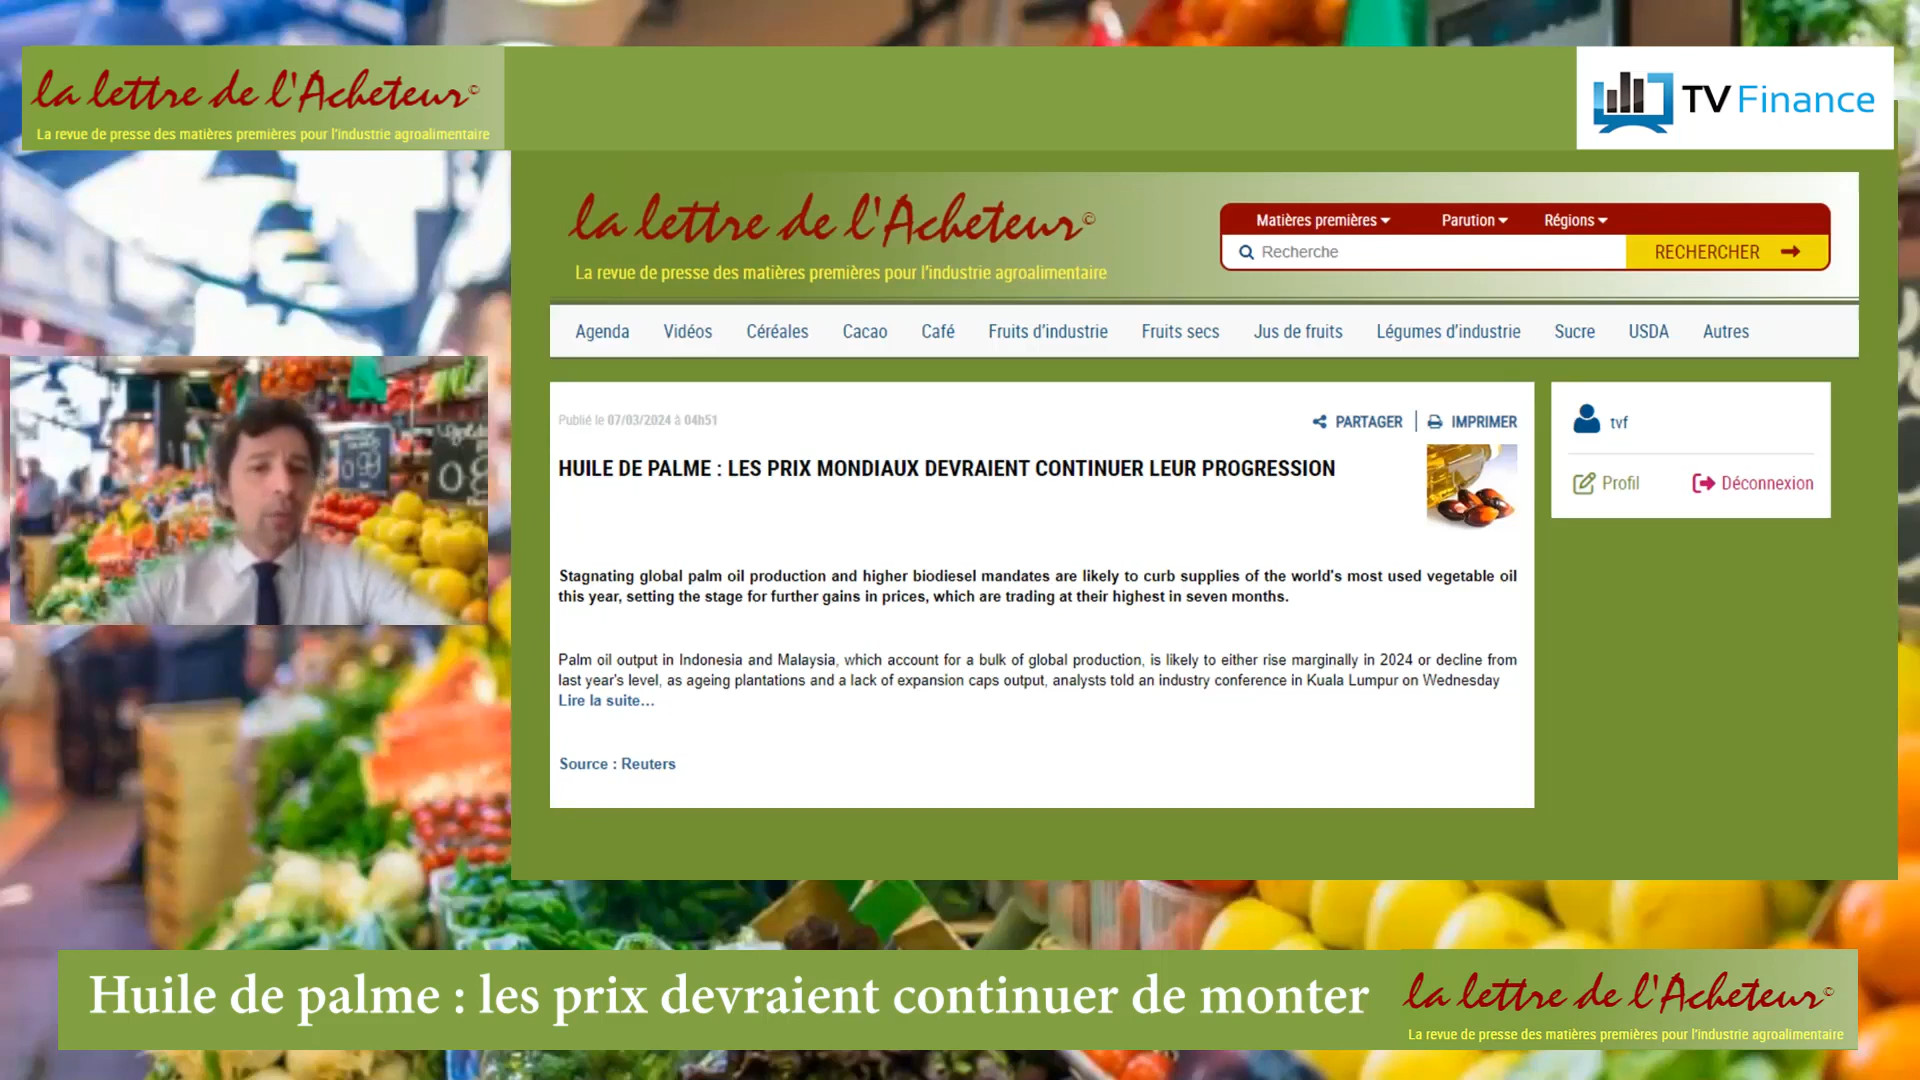 la lettre de l'Acheteur©
La revue de presse des matières premières pour l'industrie agroalimentaire
TV Finance
la lettre de l'Acheteur©
La revue de presse des matières premières pour l'industrie agroalimentaire
Matières premières Parution Régions
Recherche RECHERCHER
Agenda Vidéos Céréales Cacao Café Fruits d'industrie Fruits secs Jus de fruits Légumes d'industrie Sucre USDA Autres
Publié le 07/03/2024 à 04h51
PARTAGER IMPRIMER
tvf
HUILE DE PALME : LES PRIX MONDIAUX DEVRAIENT CONTINUER LEUR PROGRESSION
Profil Déconnexion
Stagnating global palm oil production and higher biodiesel mandates are likely to curb supplies of the world's most used vegetable oil
this year, setting the stage for further gains in prices, which are trading at their highest in seven months.
Palm oil output in Indonesia and Malaysia, which account for a bulk of global production, is likely to either rise marginally in 2024 or decline from
last year's level, as ageing plantations and a lack of expansion caps output, analysts told an industry conference in Kuala Lumpur on Wednesday
Lire la suite…
Source : Reuters
Huile de palme : les prix devraient continuer de monter
la lettre de l'Acheteur©
La revue de presse des matières premières pour l'industrie agroalimentaire